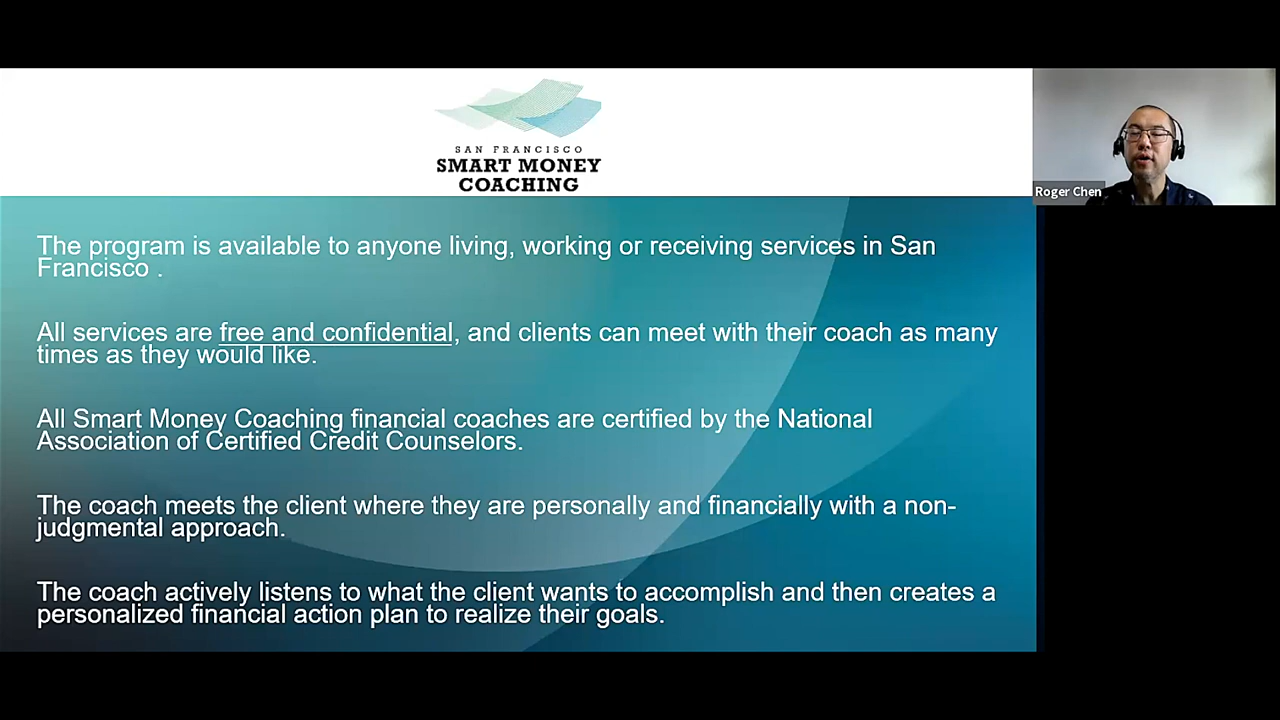 SAN FRANCISCO
SMART MONEY
COACHING
Roger Chen
The program is available to anyone living, working or receiving services in San
Francisco .
All services are free and confidential, and clients can meet with their coach as many
times as they would like.
All Smart Money Coaching financial coaches are certified by the National
Association of Certified Credit Counselors.
The coach meets the client where they are personally and financially with a non-
judgmental approach.
The coach actively listens to what the client wants to accomplish and then creates a
personalized financial action plan to realize their goals.